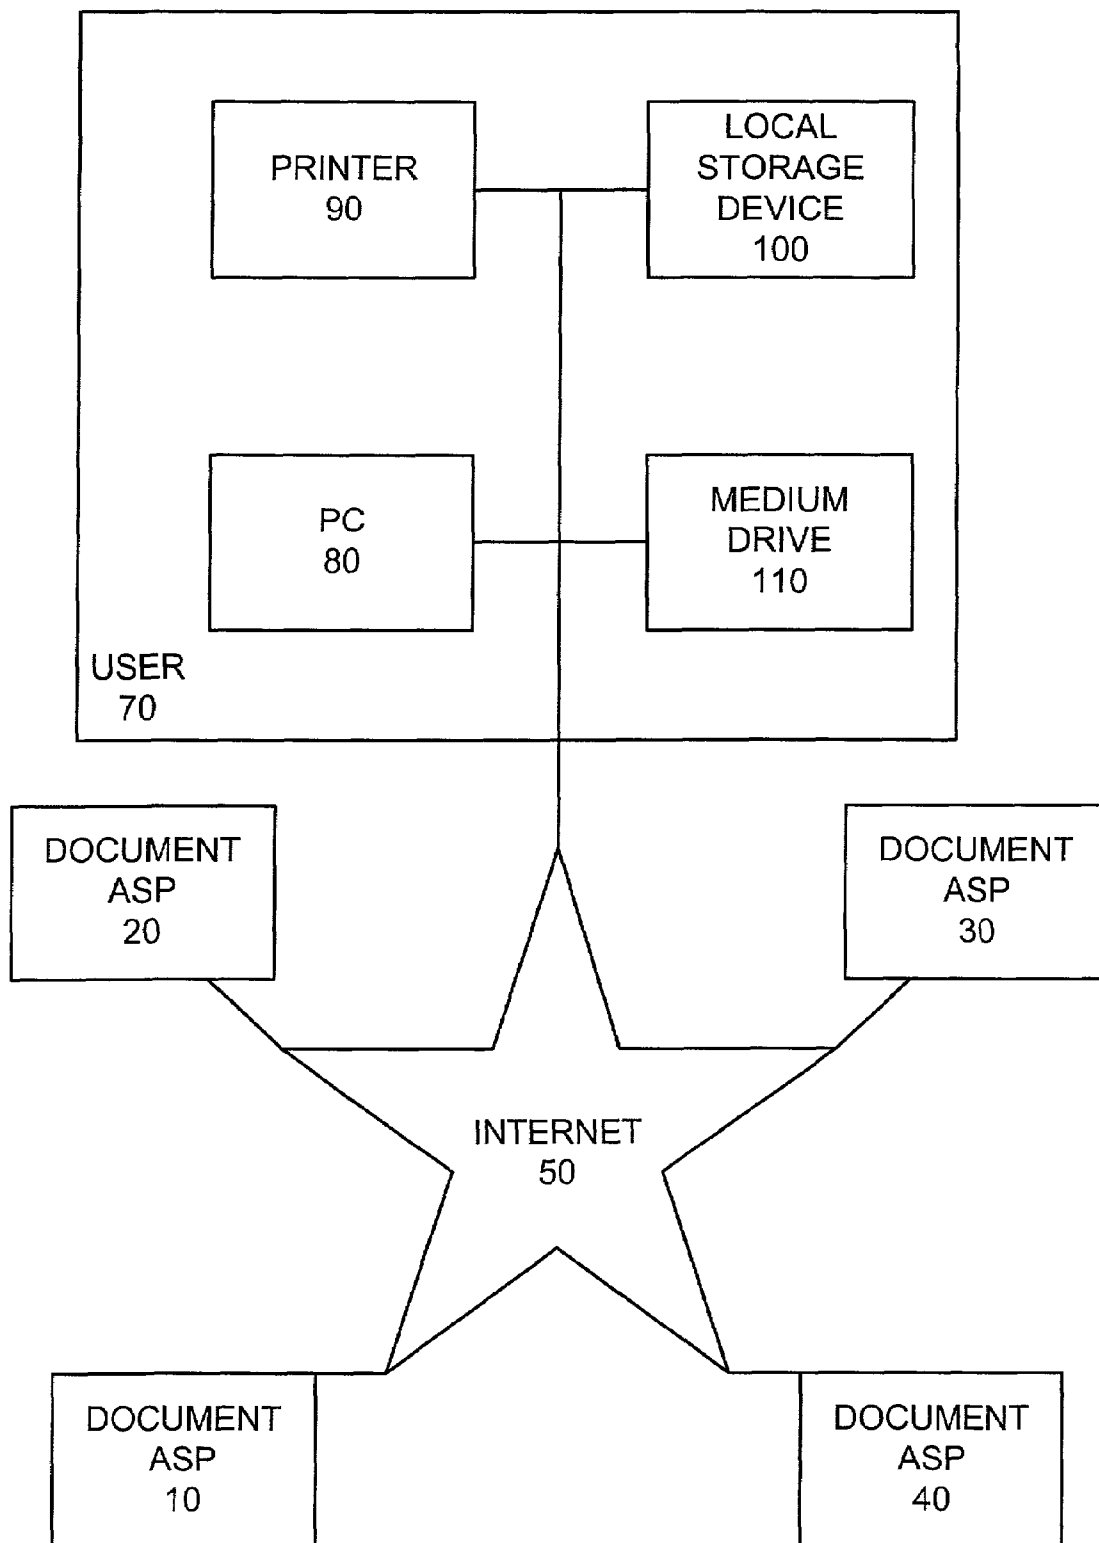 PRINTER
90
LOCAL
STORAGE
DEVICE
100
PC
80
MEDIUM
DRIVE
110
USER
70
DOCUMENT
ASP
20
DOCUMENT
ASP
30
INTERNET
50
DOCUMENT
ASP
10
DOCUMENT
ASP
40